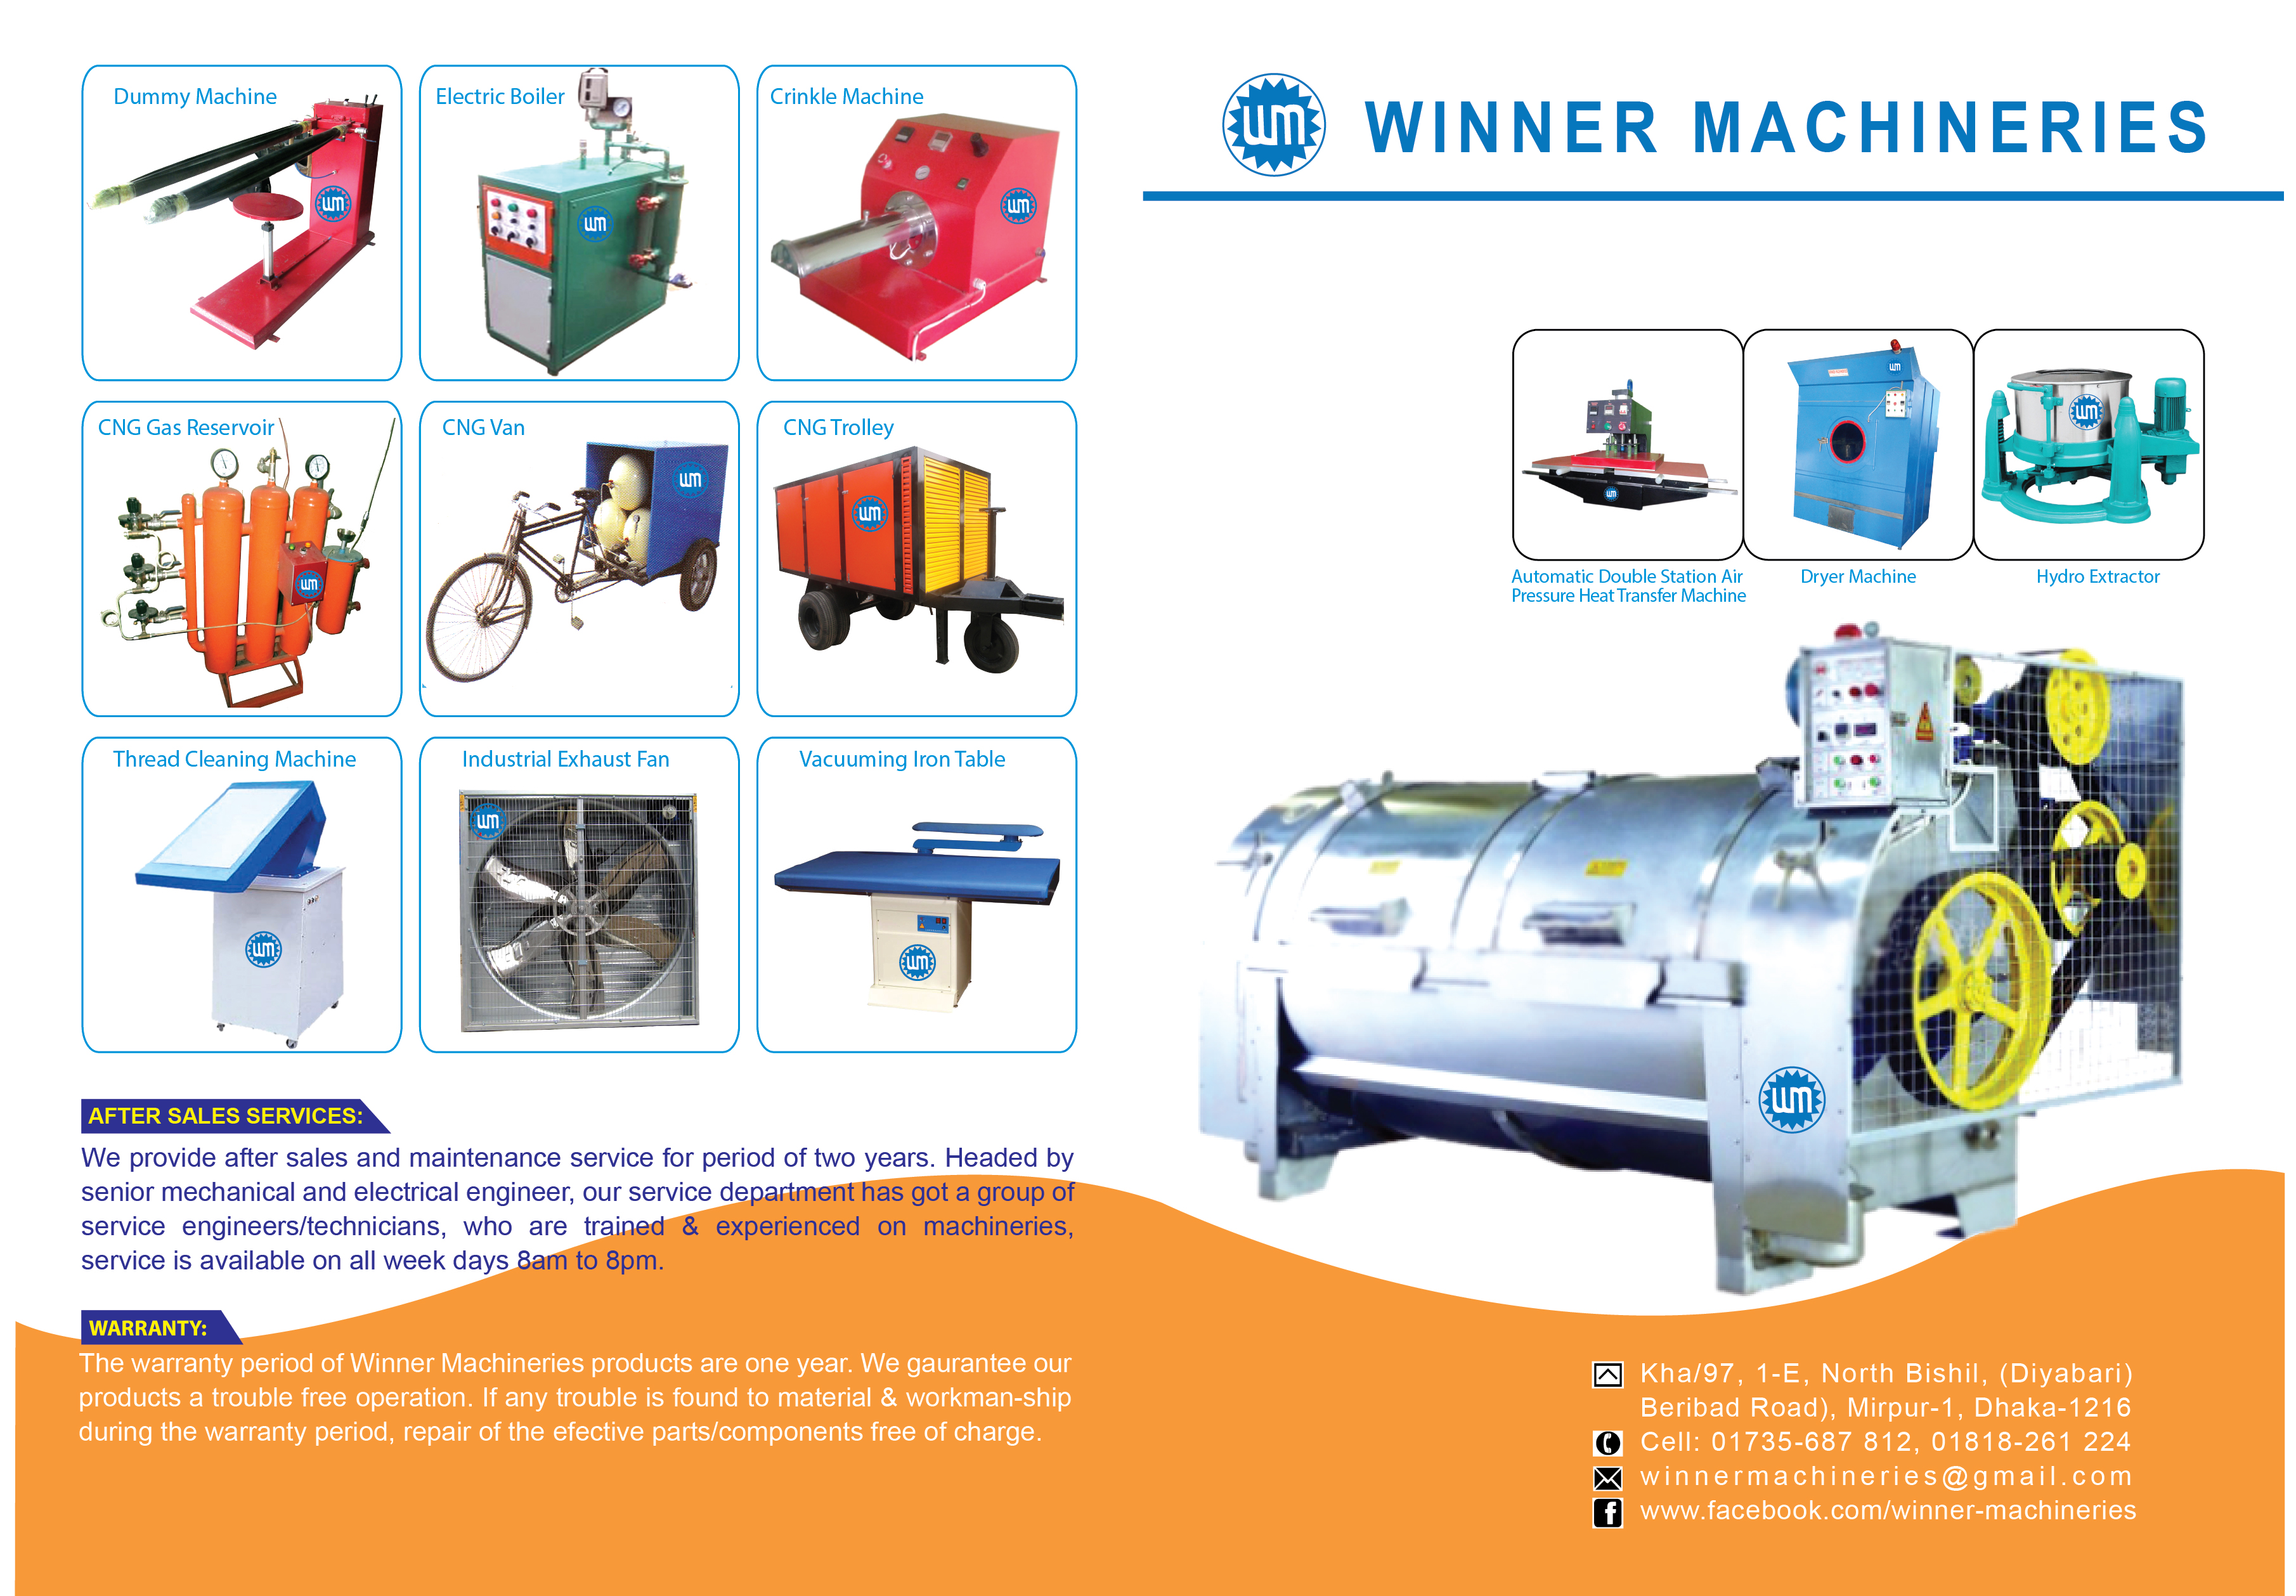 Dummy Machine
Electric Boiler
Crinkle Machine
CNG Gas Reservoir
CNG Van
CNG Trolley
Thread Cleaning Machine
Industrial Exhaust Fan
Vacuuming Iron Table
AFTER SALES SERVICES:
We provide after sales and maintenance service for period of two years. Headed by
senior mechanical and electrical engineer, our service department has got a group of
service engineers/technicians, who are trained & experienced on machineries,
service is available on all week days 8am to 8pm.
WARRANTY:
The warranty period of Winner Machineries products are one year. We gaurantee our
products a trouble free operation. If any trouble is found to material & workman-ship
during the warranty period, repair of the efective parts/components free of charge.
wm WINNER MACHINERIES
Automatic Double Station Air
Pressure Heat Transfer Machine
Dryer Machine
Hydro Extractor
Kha/97, 1-E, North Bishil, (Diyabari)
Beribad Road), Mirpur-1, Dhaka-1216
Cell: 01735-687 812, 01818-261 224
winnermachineries@gmail.com
www.facebook.com/winner-machineries